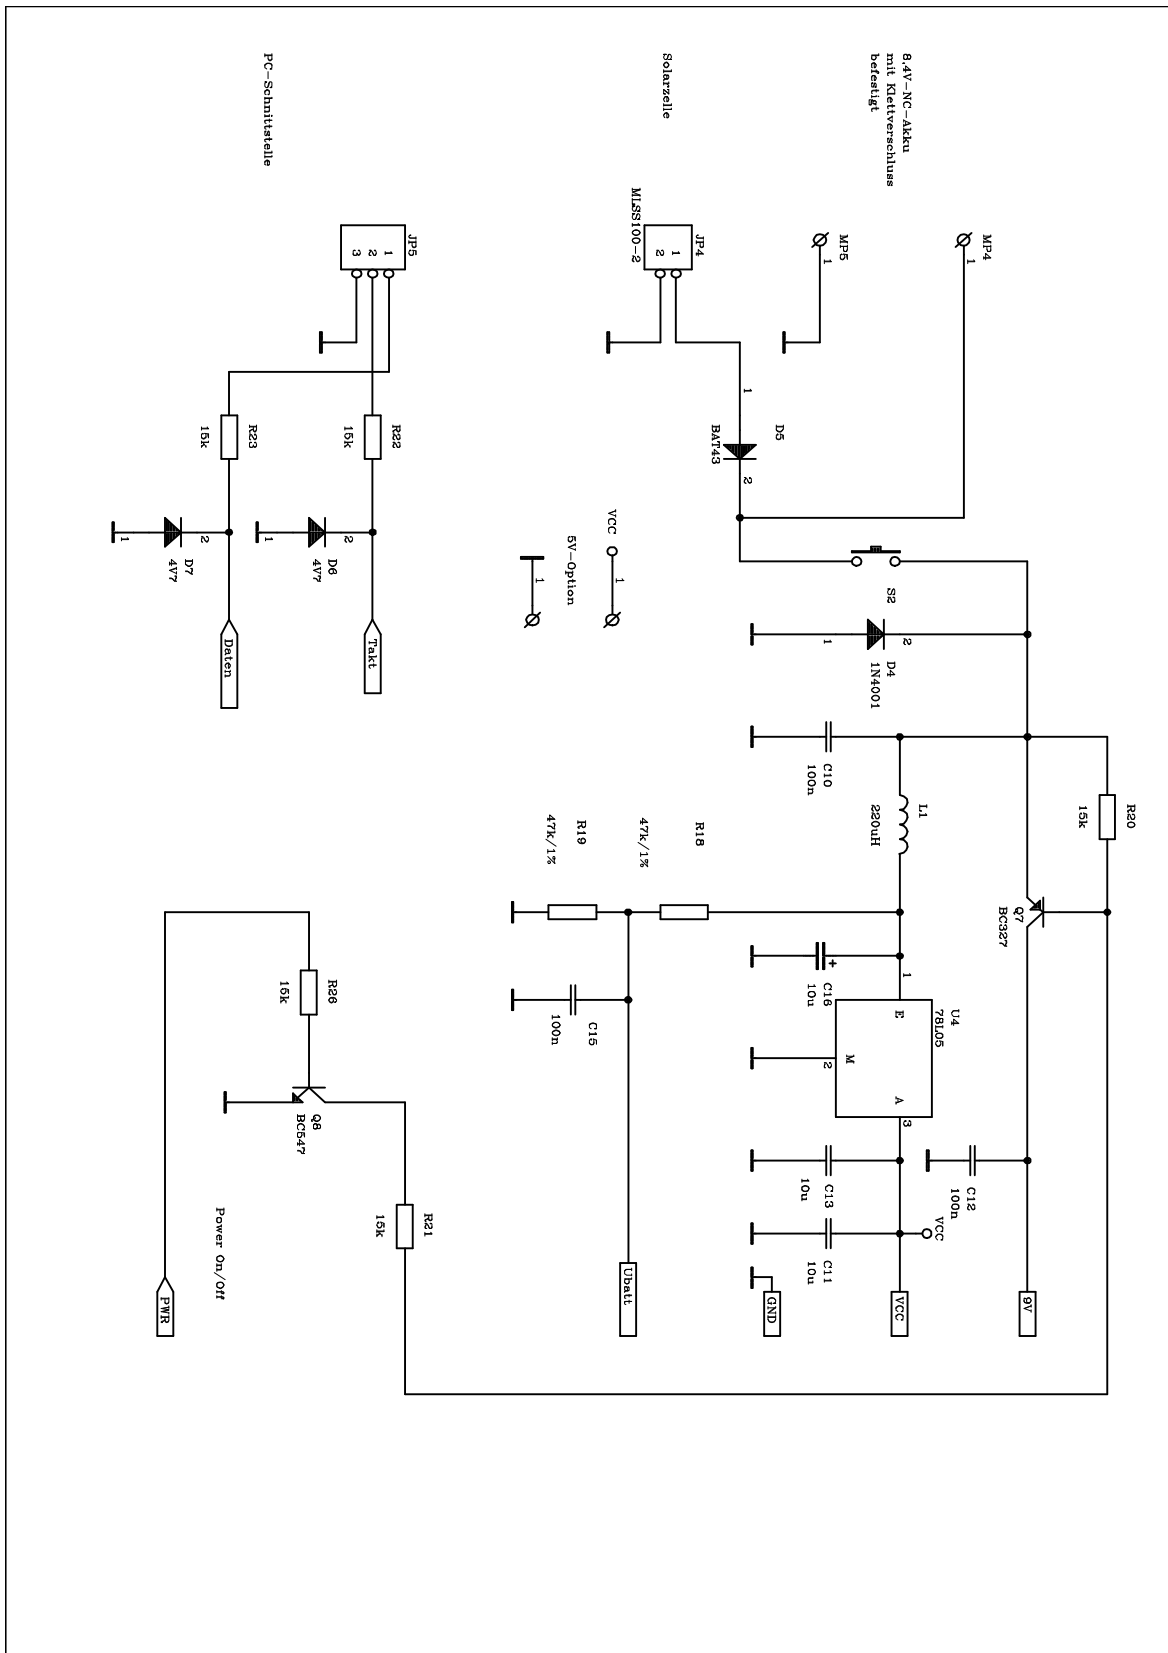 8,4V-NC-Akku
mit Klettverschluss
befestigt
MP4
1
MP5
1
Solarzelle
JP4
1
2
MLSS100-2
PC-Schnittstelle
JP5
1
2
3
D5
1
2
BAT43
R22
15k
R23
15k
D6
4V7
1
2
D7
4V7
1
2
Takt
Daten
VCC
1
5V-Option
1
S2
D4
1N4001
1
2
C10
100n
L1
220uH
R20
15k
Q7
BC327
R18
47k/1%
R19
47k/1%
C16
10u
+
C15
100n
U4
78L05
1
E
M
2
A
3
C13
10u
C11
10u
C12
100n
VCC
9V
VCC
GND
Ubatt
R26
15k
Q8
BC547
R21
15k
Power On/Off
PWR